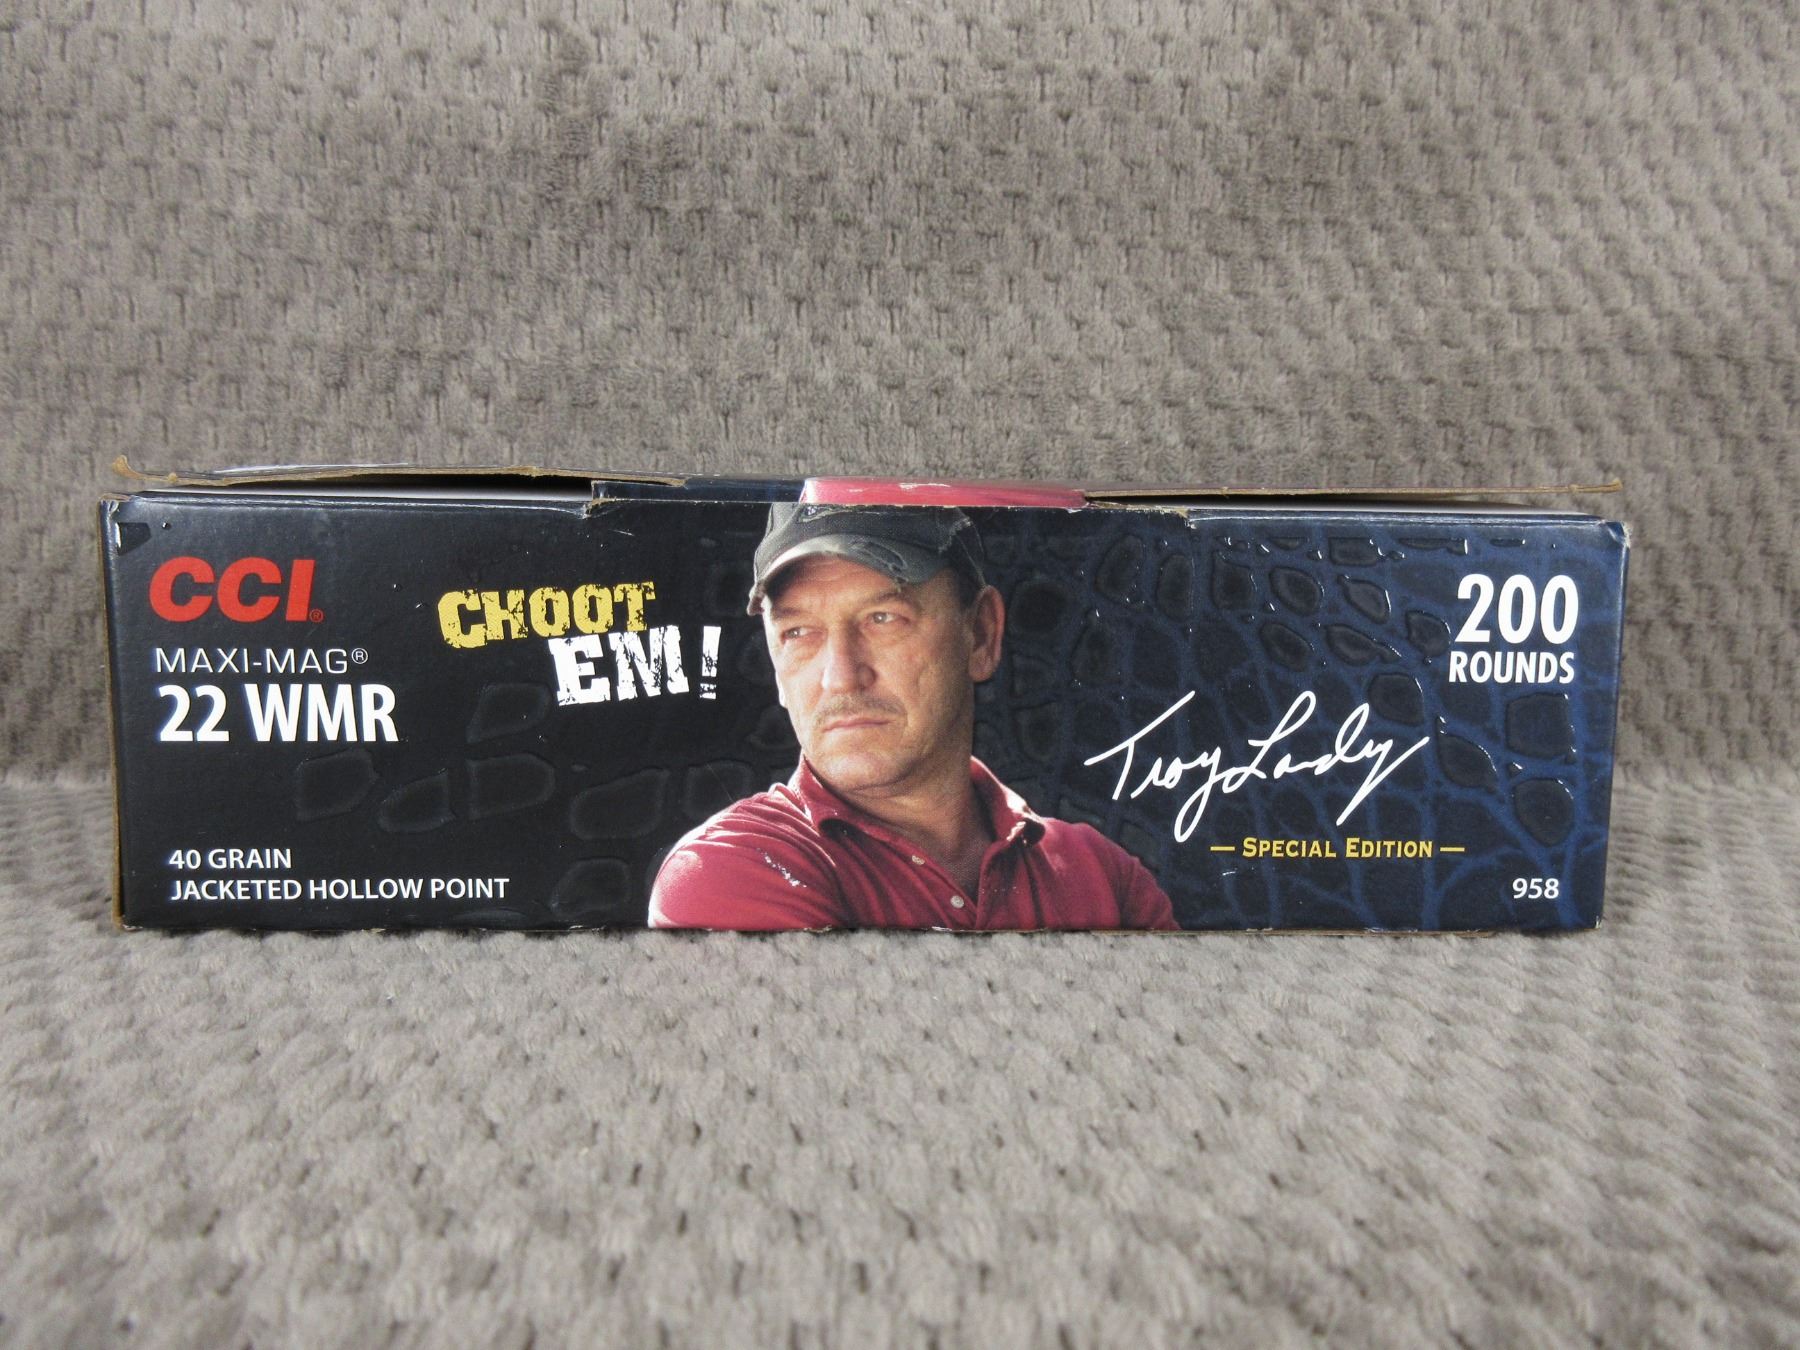 CCI®
MAXI-MAG®
22 WMR
40 GRAIN
JACKETED HOLLOW POINT
CHOOT
EM!
200
ROUNDS
Troy Landry
— SPECIAL EDITION —
958